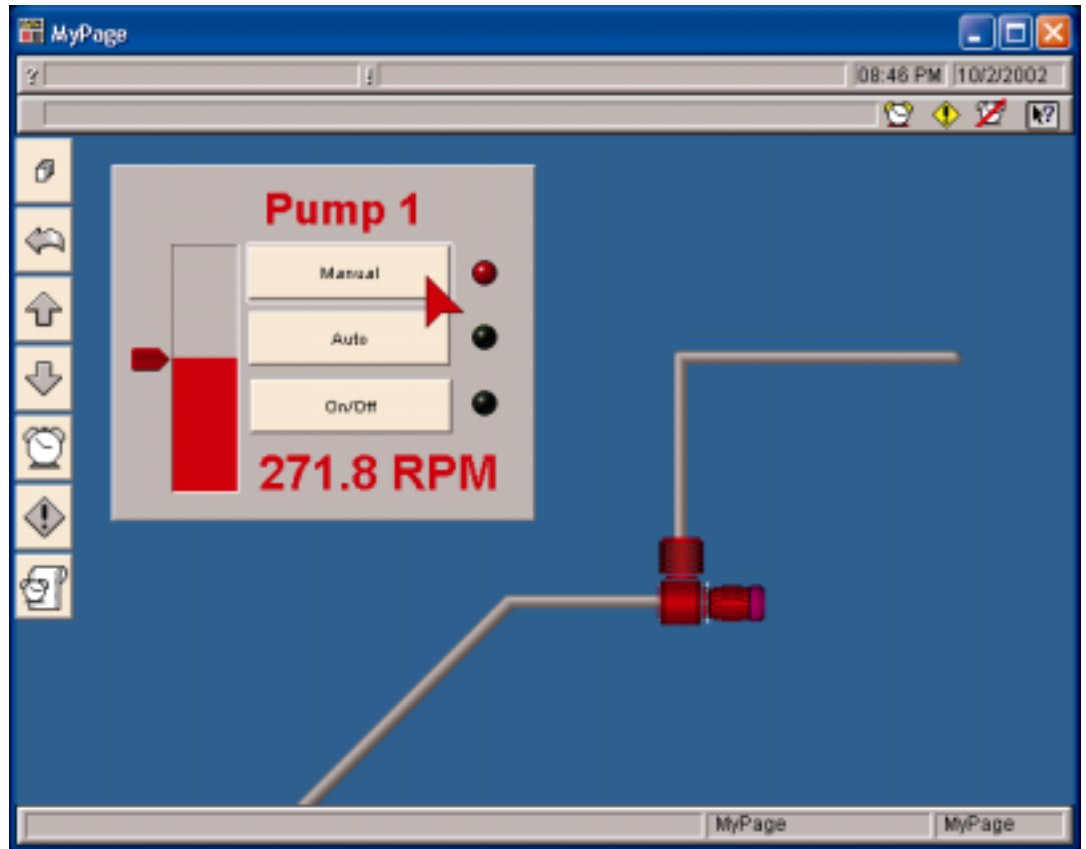 MyPage
? ! 08:46 PM 10/2/2002
?
Pump 1
Manual
Auto
On/Off
271.8 RPM
MyPage MyPage